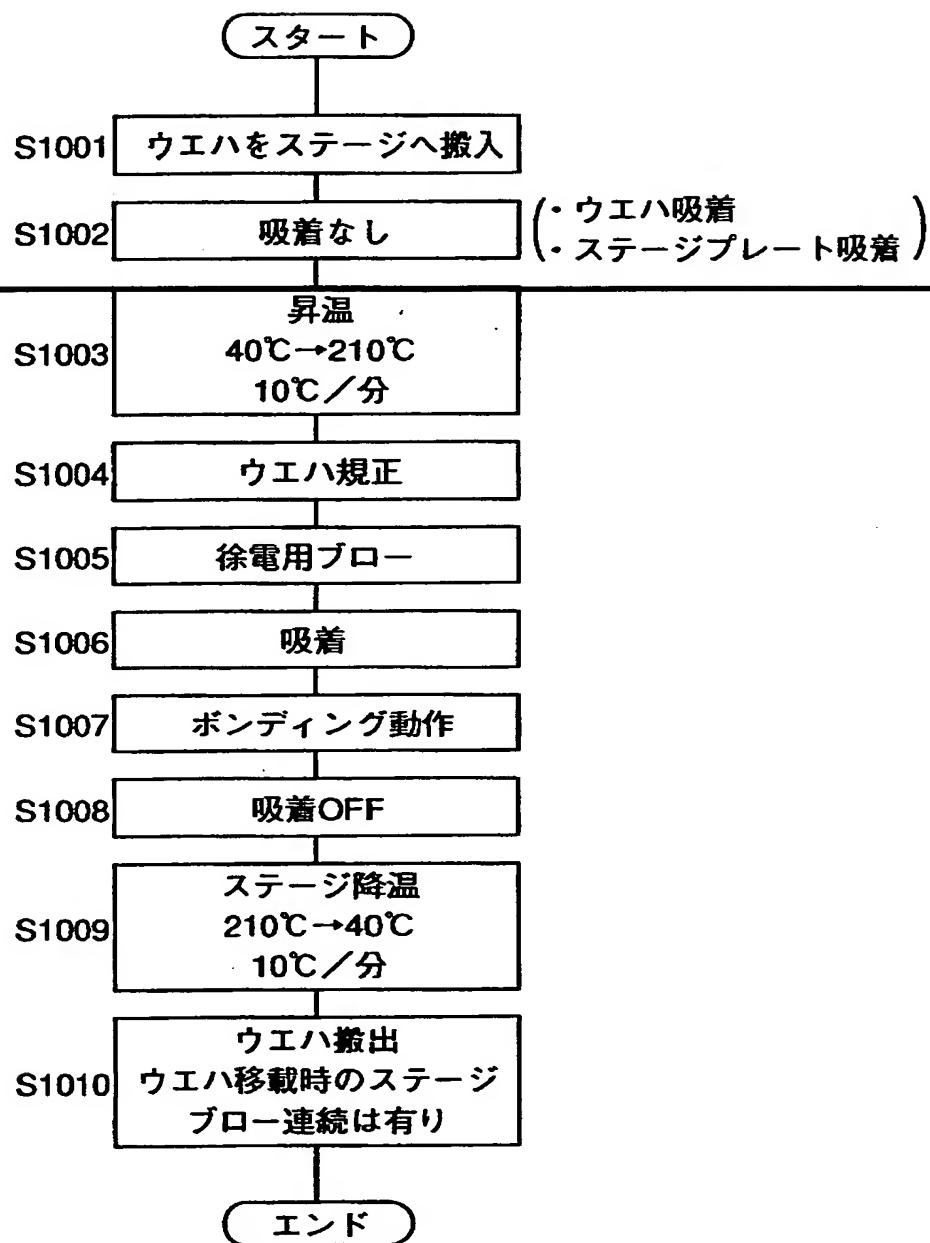 スタート
S1001 ウエハをステージへ搬入
S1002 吸着なし
(・ウエハ吸着
・ステージプレート吸着)
S1003 昇温
40℃→210℃
10℃／分
S1004 ウエハ規正
S1005 徐電用ブロー
S1006 吸着
S1007 ボンディング動作
S1008 吸着OFF
S1009 ステージ降温
210℃→40℃
10℃／分
S1010 ウエハ搬出
ウエハ移載時のステージ
ブロー連続は有り
エンド